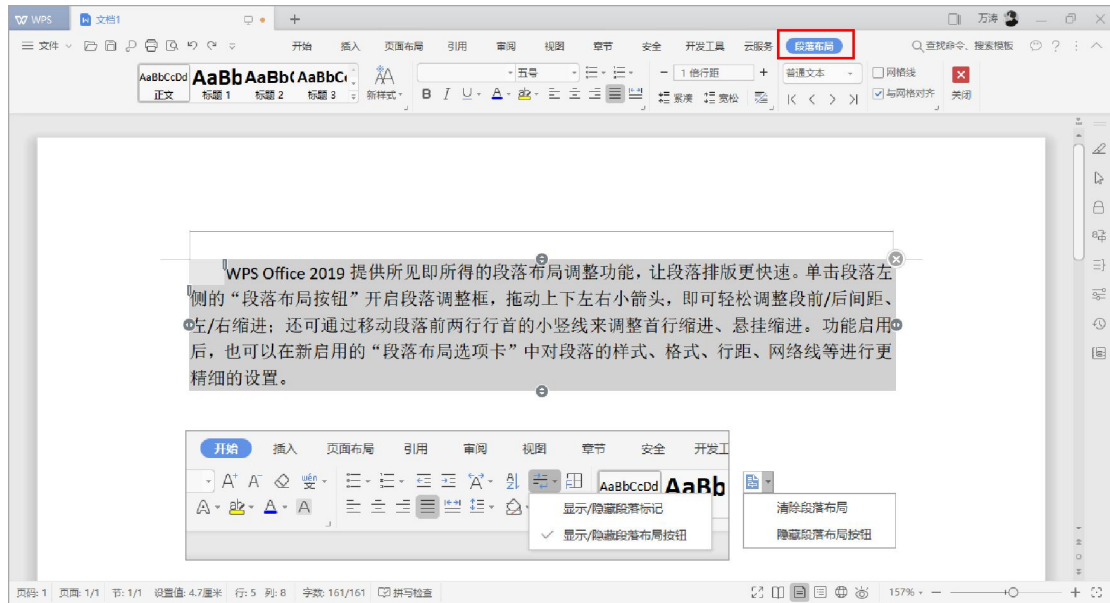 WPS 文档1 +
万涛
文件 开始 插入 页面布局 引用 审阅 视图 章节 安全 开发工具 云服务 段落布局 查找命令、搜索模板
AaBbCcDd AaBb AaBb( AaBbC 五号 1 倍行距 普通文本 网格线
正文 标题 1 标题 2 标题 3 新样式 B I U A 紧凑 宽松 与网格对齐 关闭
WPS Office 2019 提供所见即所得的段落布局调整功能，让段落排版更快速。单击段落左
侧的“段落布局按钮”开启段落调整框，拖动上下左右小箭头，即可轻松调整段前/后间距、
左/右缩进；还可通过移动段落前两行行首的小竖线来调整首行缩进、悬挂缩进。功能启用
后，也可以在新启用的“段落布局选项卡”中对段落的样式、格式、行距、网络线等进行更
精细的设置。
开始 插入 页面布局 引用 审阅 视图 章节 安全 开发工
AaBbCcDd AaBb
显示/隐藏段落标记
显示/隐藏段落布局按钮
清除段落布局
隐藏段落布局按钮
页码: 1 页面: 1/1 节: 1/1 设置值: 4.7厘米 行: 5 列: 8 字数: 161/161 拼写检查 157%